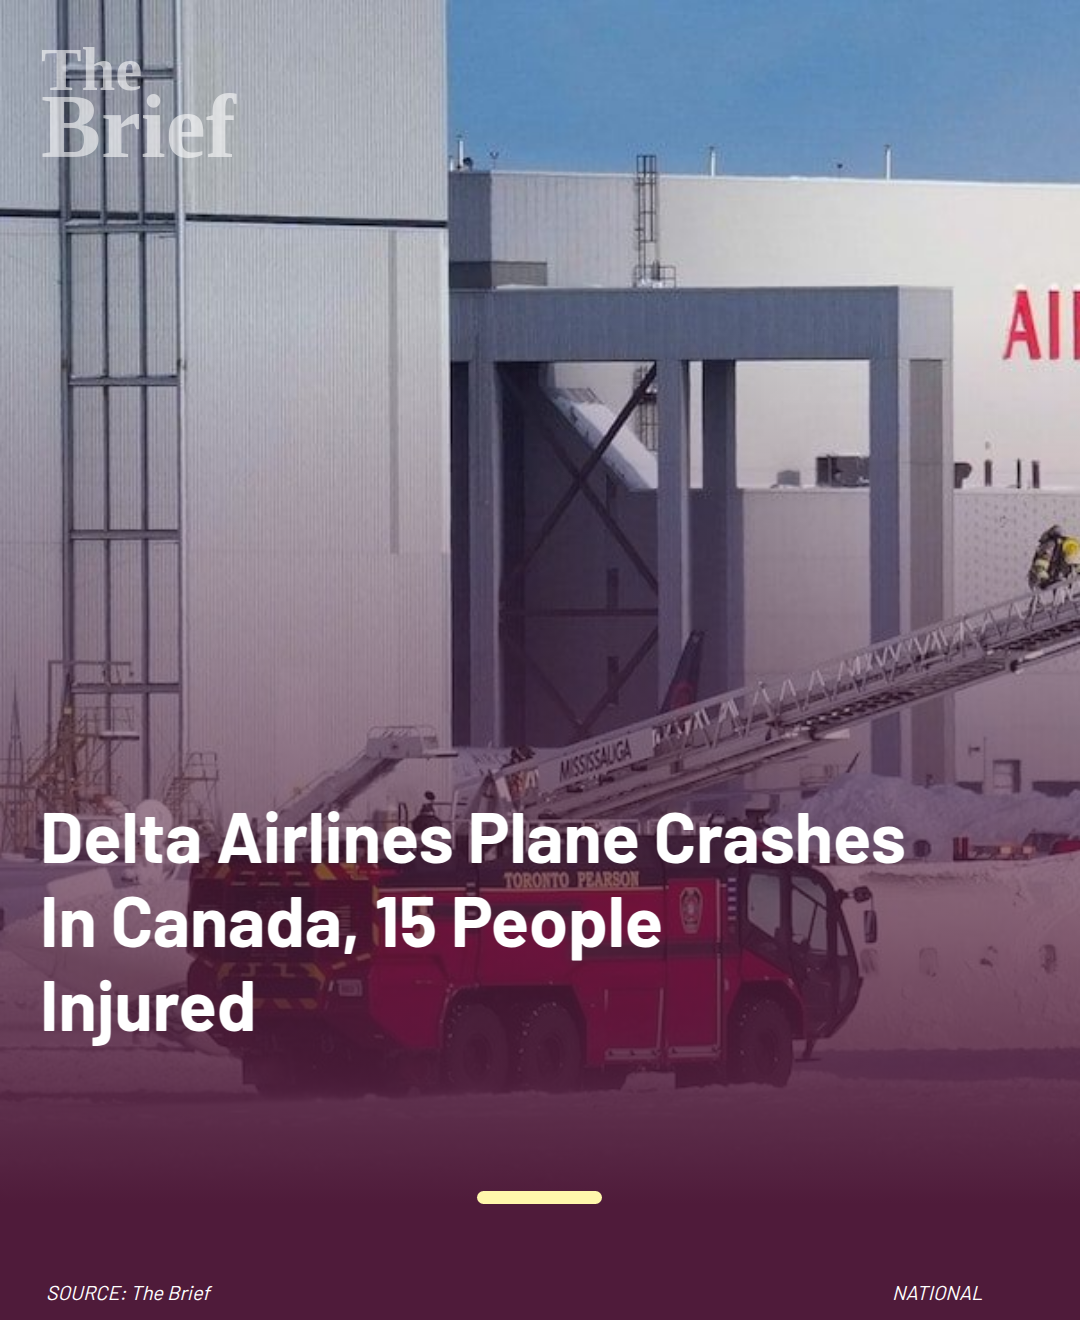 The
Brief
AI
MISSISSAUGA
Delta Airlines Plane Crashes
TORONTO PEARSON
In Canada, 15 People
Injured
SOURCE: The Brief
NATIONAL